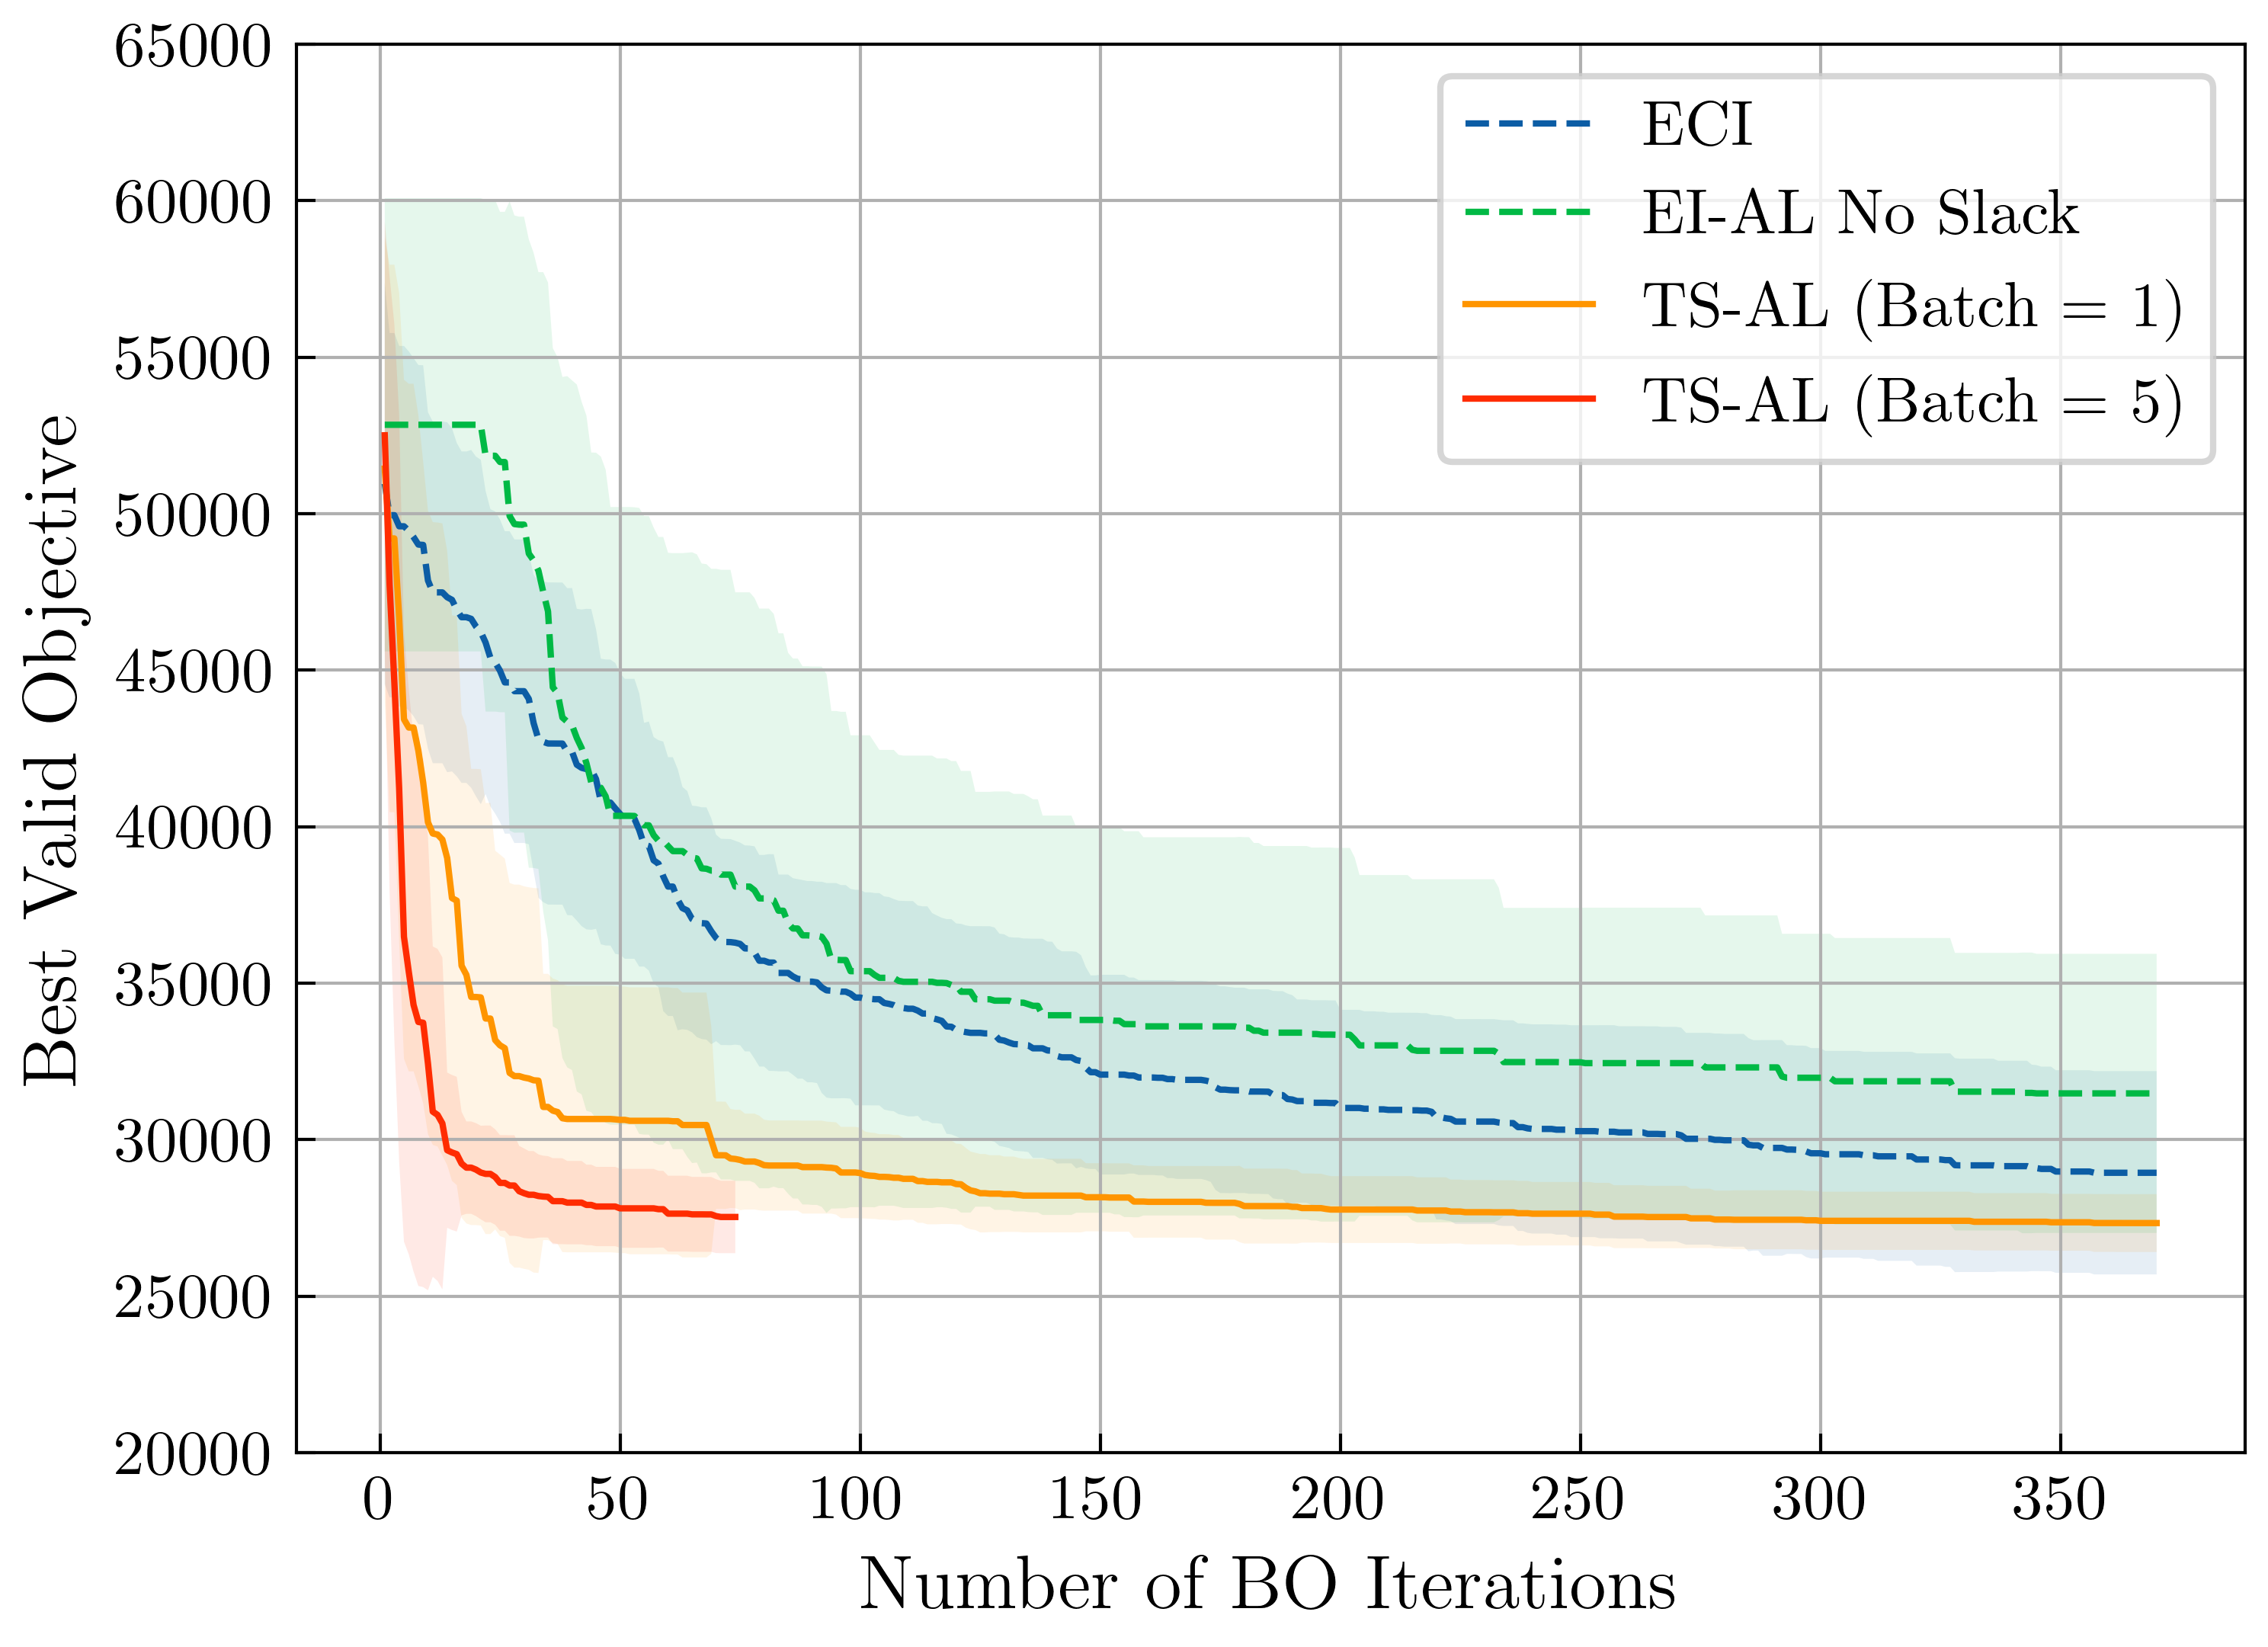 65000
60000
55000
50000
45000
40000
35000
30000
25000
20000
Best Valid Objective
ECI
EI-AL No Slack
TS-AL (Batch = 1)
TS-AL (Batch = 5)
0 50 100 150 200 250 300 350
Number of BO Iterations